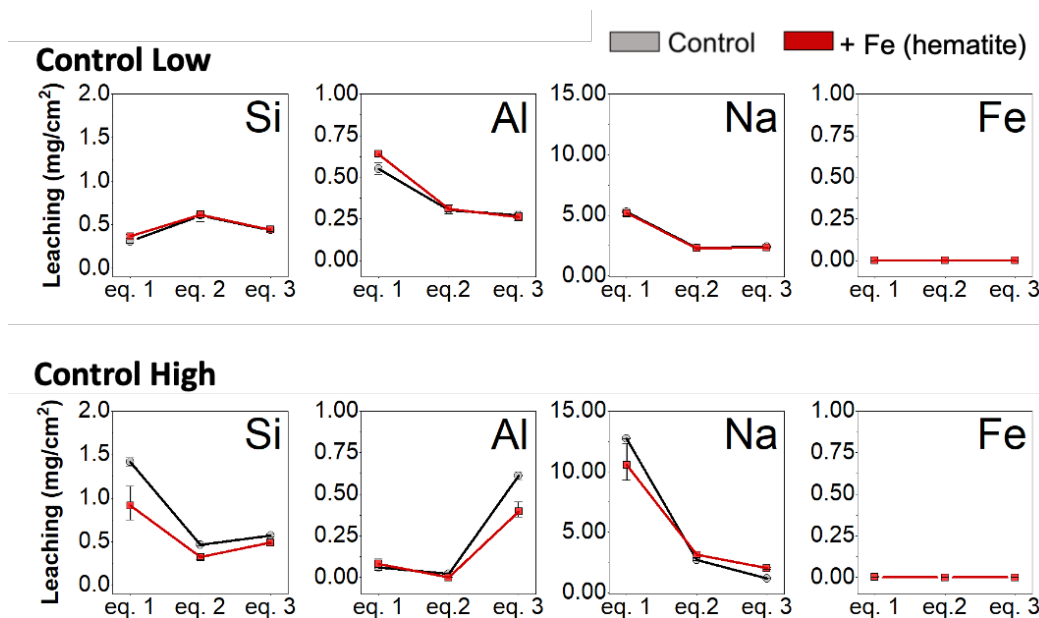 Control + Fe (hematite)
Control Low
Leaching (mg/cm²)
2.0
1.5
1.0
0.5
0.0
Si
eq. 1 eq. 2 eq. 3
1.00
0.75
0.50
0.25
0.00
Al
eq. 1 eq.2 eq. 3
15.00
10.00
5.00
0.00
Na
eq. 1 eq.2 eq. 3
1.00
0.75
0.50
0.25
0.00
Fe
eq. 1 eq.2 eq. 3
Control High
Leaching (mg/cm²)
2.0
1.5
1.0
0.5
0.0
Si
eq. 1 eq. 2 eq. 3
1.00
0.75
0.50
0.25
0.00
Al
eq. 1 eq.2 eq. 3
15.00
10.00
5.00
0.00
Na
eq. 1 eq.2 eq. 3
1.00
0.75
0.50
0.25
0.00
Fe
eq. 1 eq.2 eq. 3